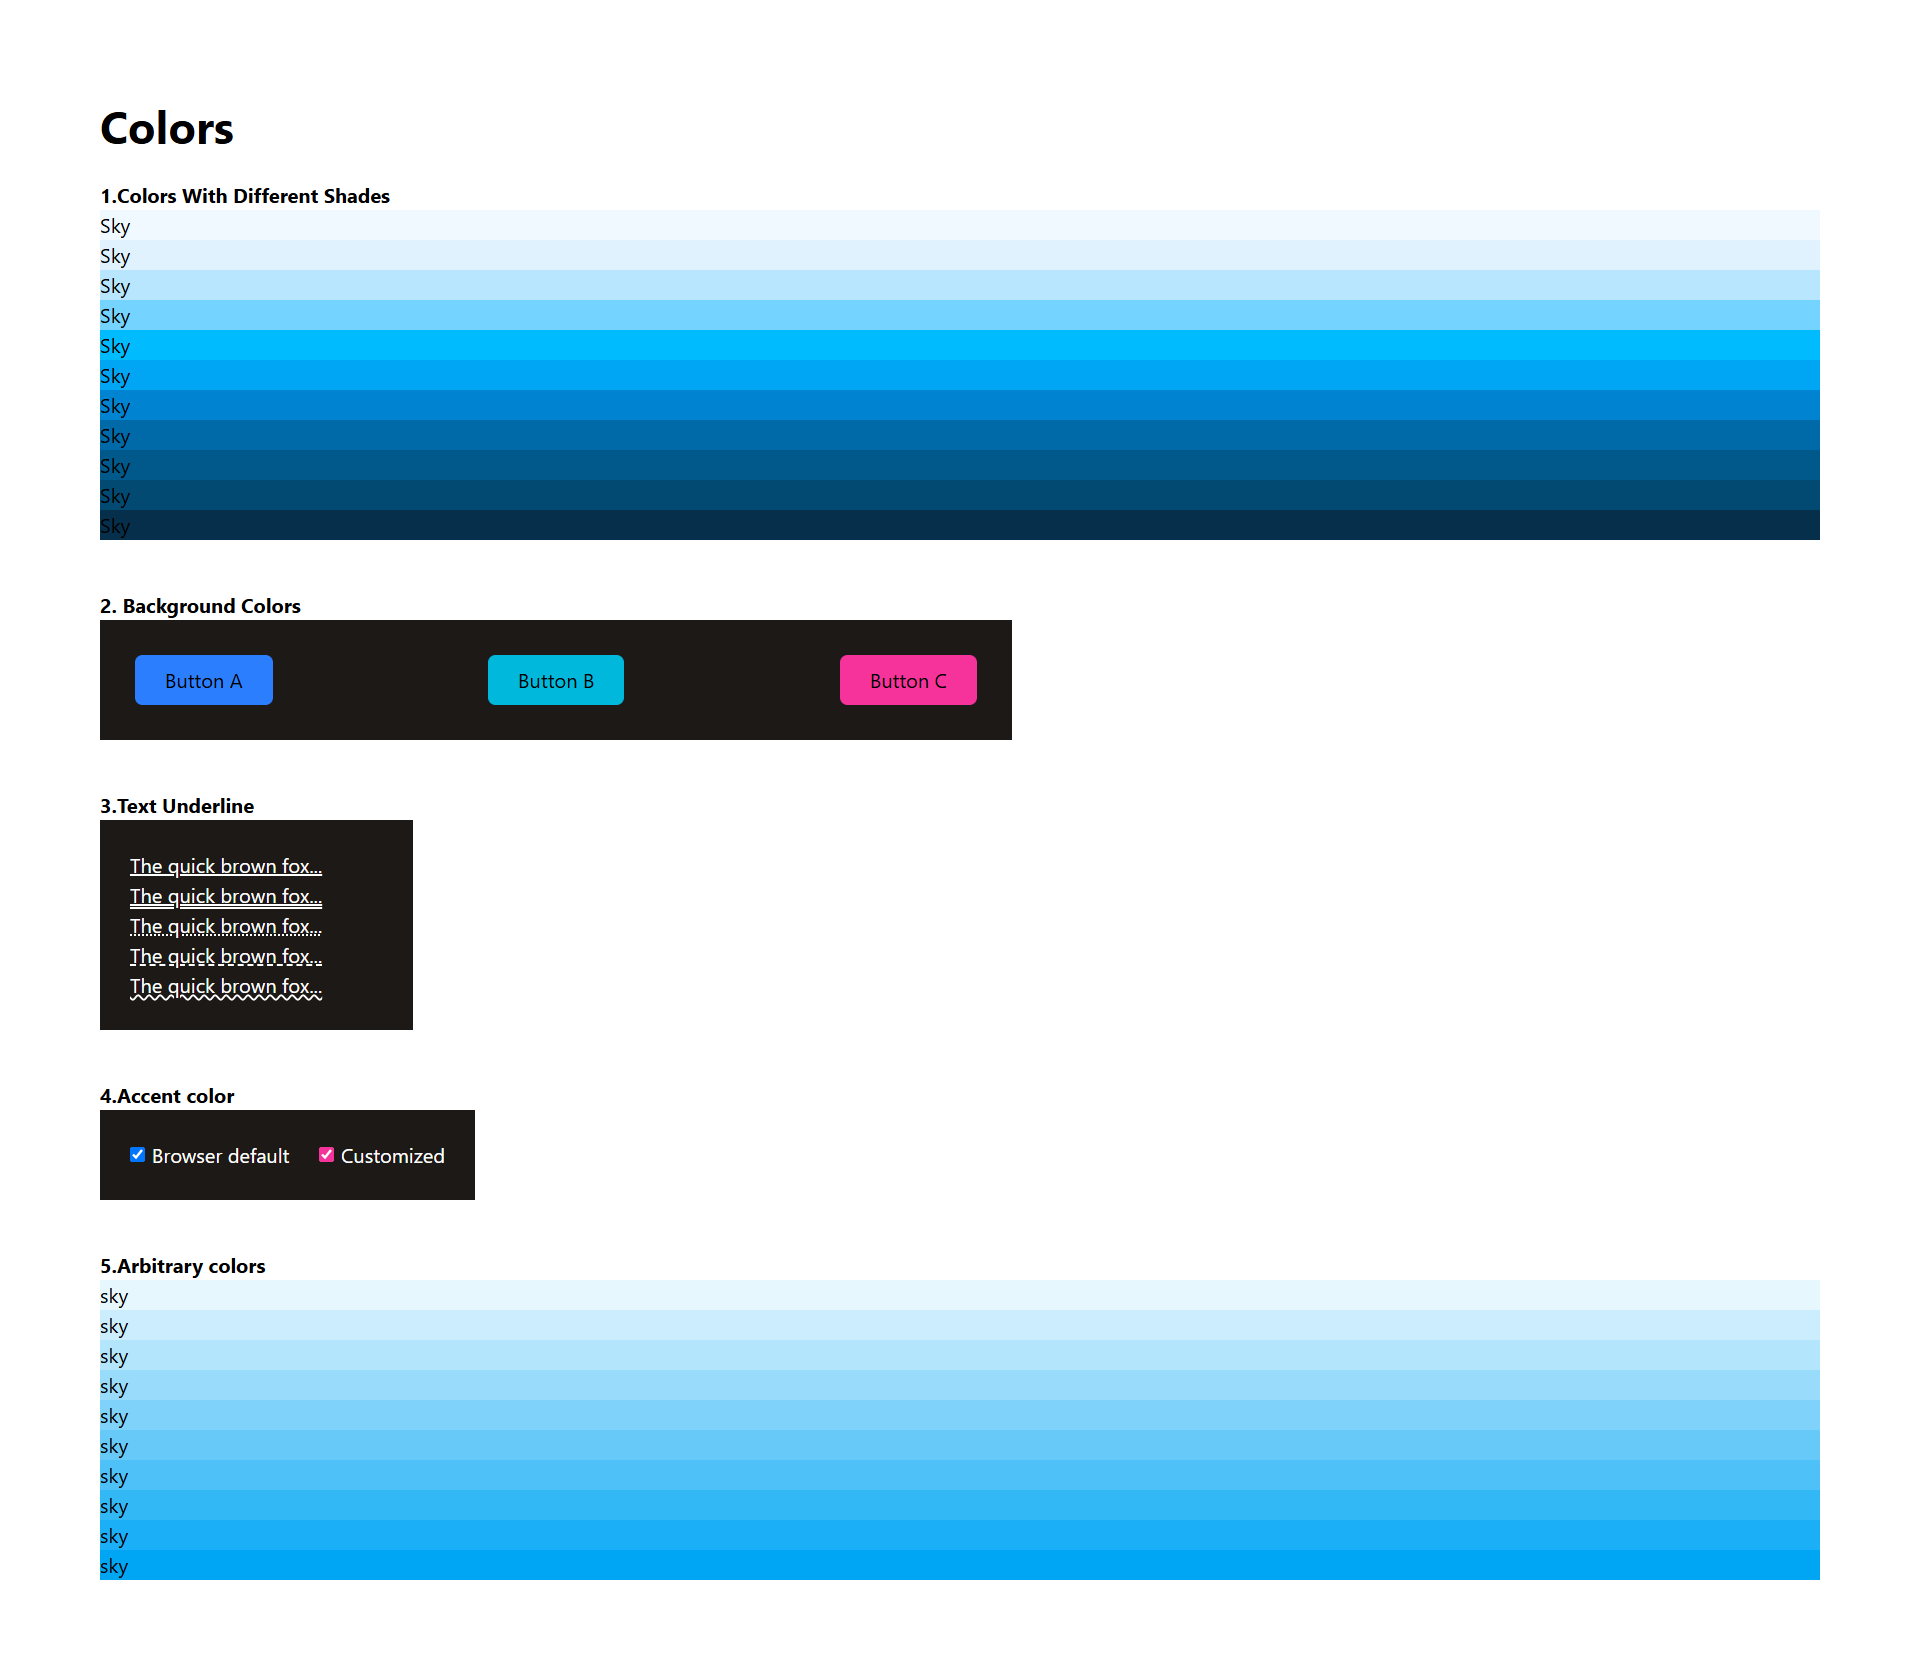 Colors
1.Colors With Different Shades
Sky
Sky
Sky
Sky
Sky
Sky
Sky
Sky
Sky
Sky
Sky
2. Background Colors
Button A Button B Button C
3.Text Underline
The quick brown fox...
The quick brown fox...
The quick brown fox...
The quick brown fox...
The quick brown fox...
4.Accent color
Browser default Customized
5.Arbitrary colors
sky
sky
sky
sky
sky
sky
sky
sky
sky
sky